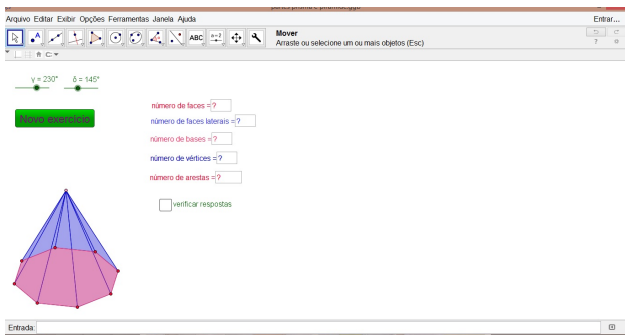 Arquivo Editar Exibir Opções Ferramentas Janela Ajuda
Entrar...
ABC
a=2
Mover
Arraste ou selecione um ou mais objetos (Esc)
γ = 230°
δ = 145°
Novo exercício
número de faces = ?
número de faces laterais = ?
número de bases = ?
número de vértices = ?
número de arestas = ?
verificar respostas
Entrada: